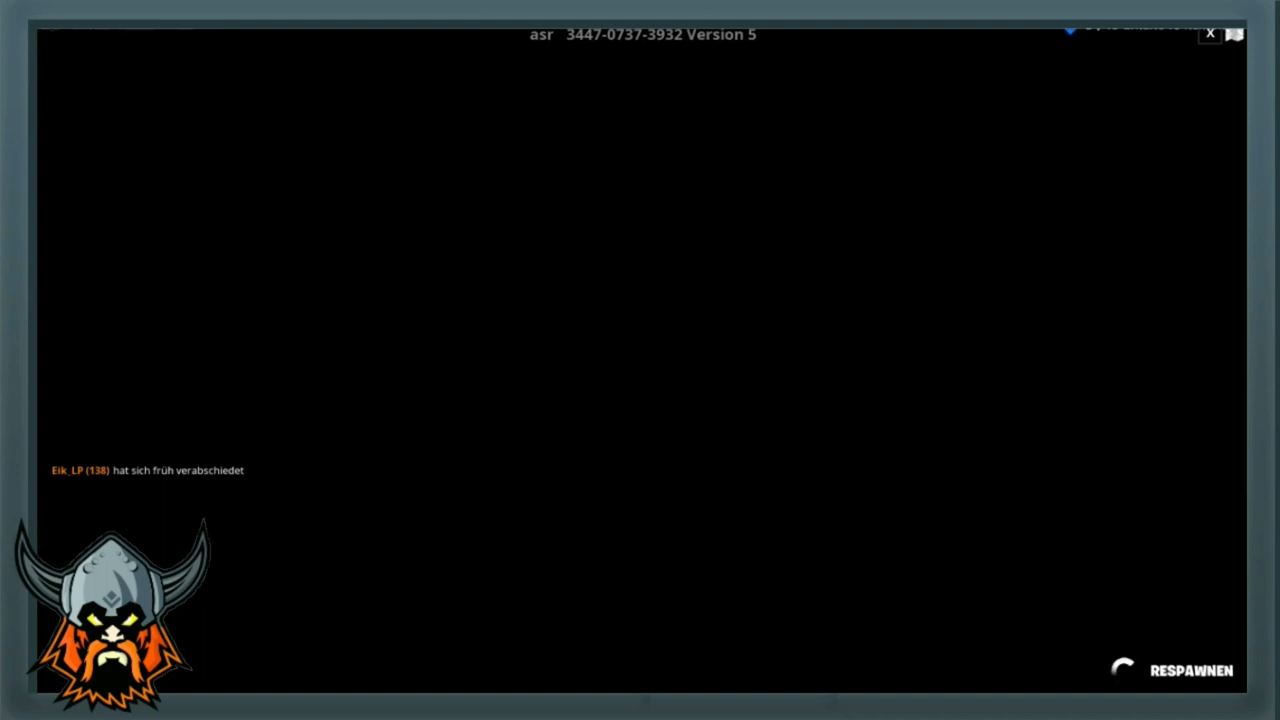 asr 3447-0737-3932 Version 5
X
Eik_LP (138) hat sich früh verabschiedet
RESPAWNEN